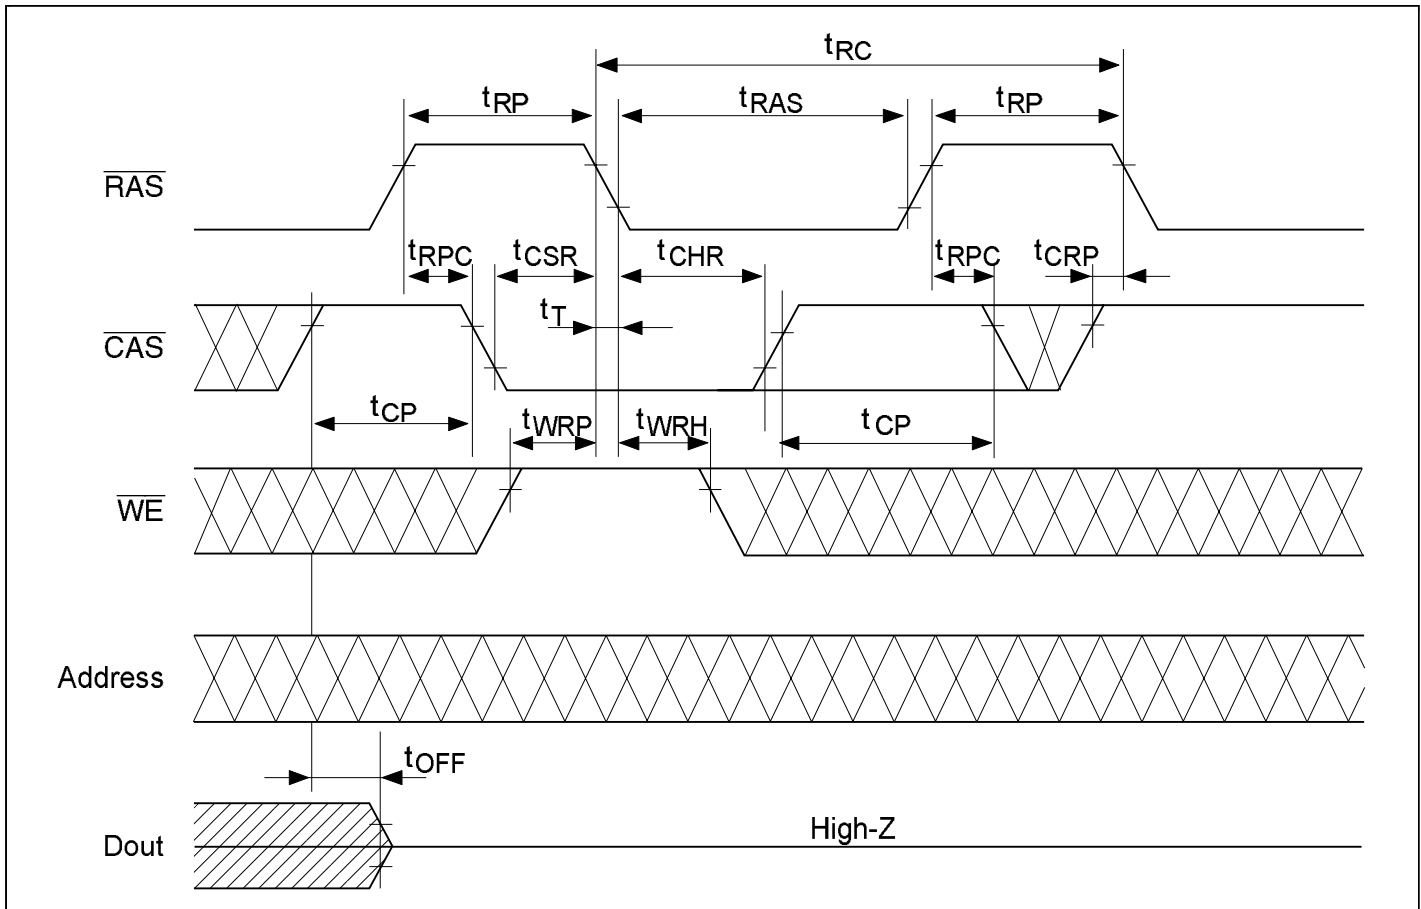 tRC
tRP tRAS tRP
RAS
tRPC tCSR tCHR tRPC tCRP
tT
CAS
tCP tWRP tWRH tCP
WE
Address
tOFF
High-Z
Dout